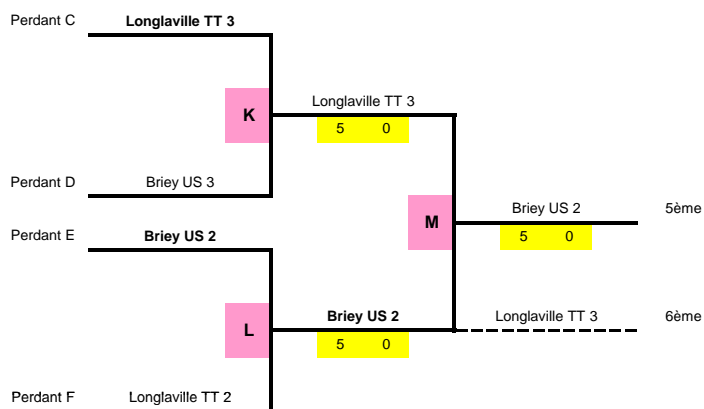 Perdant C Longlaville TT 3
K Longlaville TT 3
5 0
Perdant D Briey US 3
M Briey US 2 5ème
5 0
Perdant E Briey US 2
L Briey US 2 Longlaville TT 3 6ème
5 0
Perdant F Longlaville TT 2